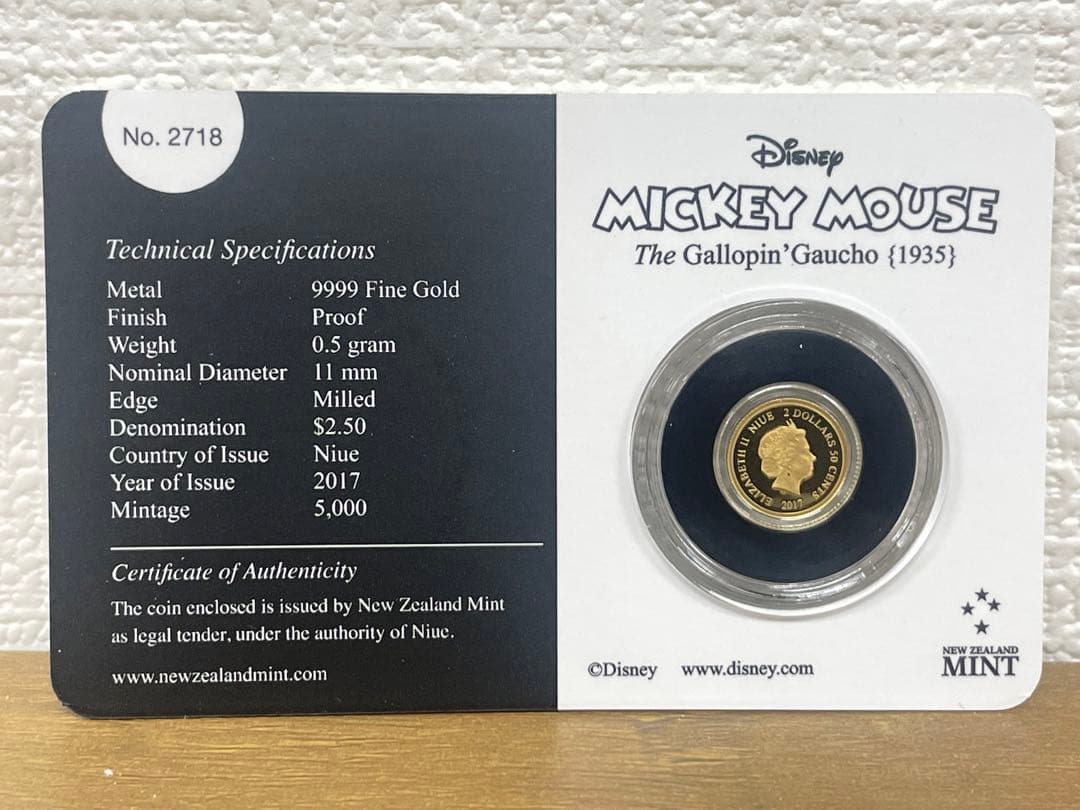 No. 2718
Technical Specifications
Metal 9999 Fine Gold
Finish Proof
Weight 0.5 gram
Nominal Diameter 11 mm
Edge Milled
Denomination $2.50
Country of Issue Niue
Year of Issue 2017
Mintage 5,000
Certificate of Authenticity
The coin enclosed is issued by New Zealand Mint
as legal tender, under the authority of Niue.
www.newzealandmint.com
Disney
MICKEY MOUSE
The Gallopin'Gaucho {1935}
ELIZABETH II NIUE 2 DOLLARS 50 CENTS
2017
©Disney www.disney.com
NEW ZEALAND
MINT